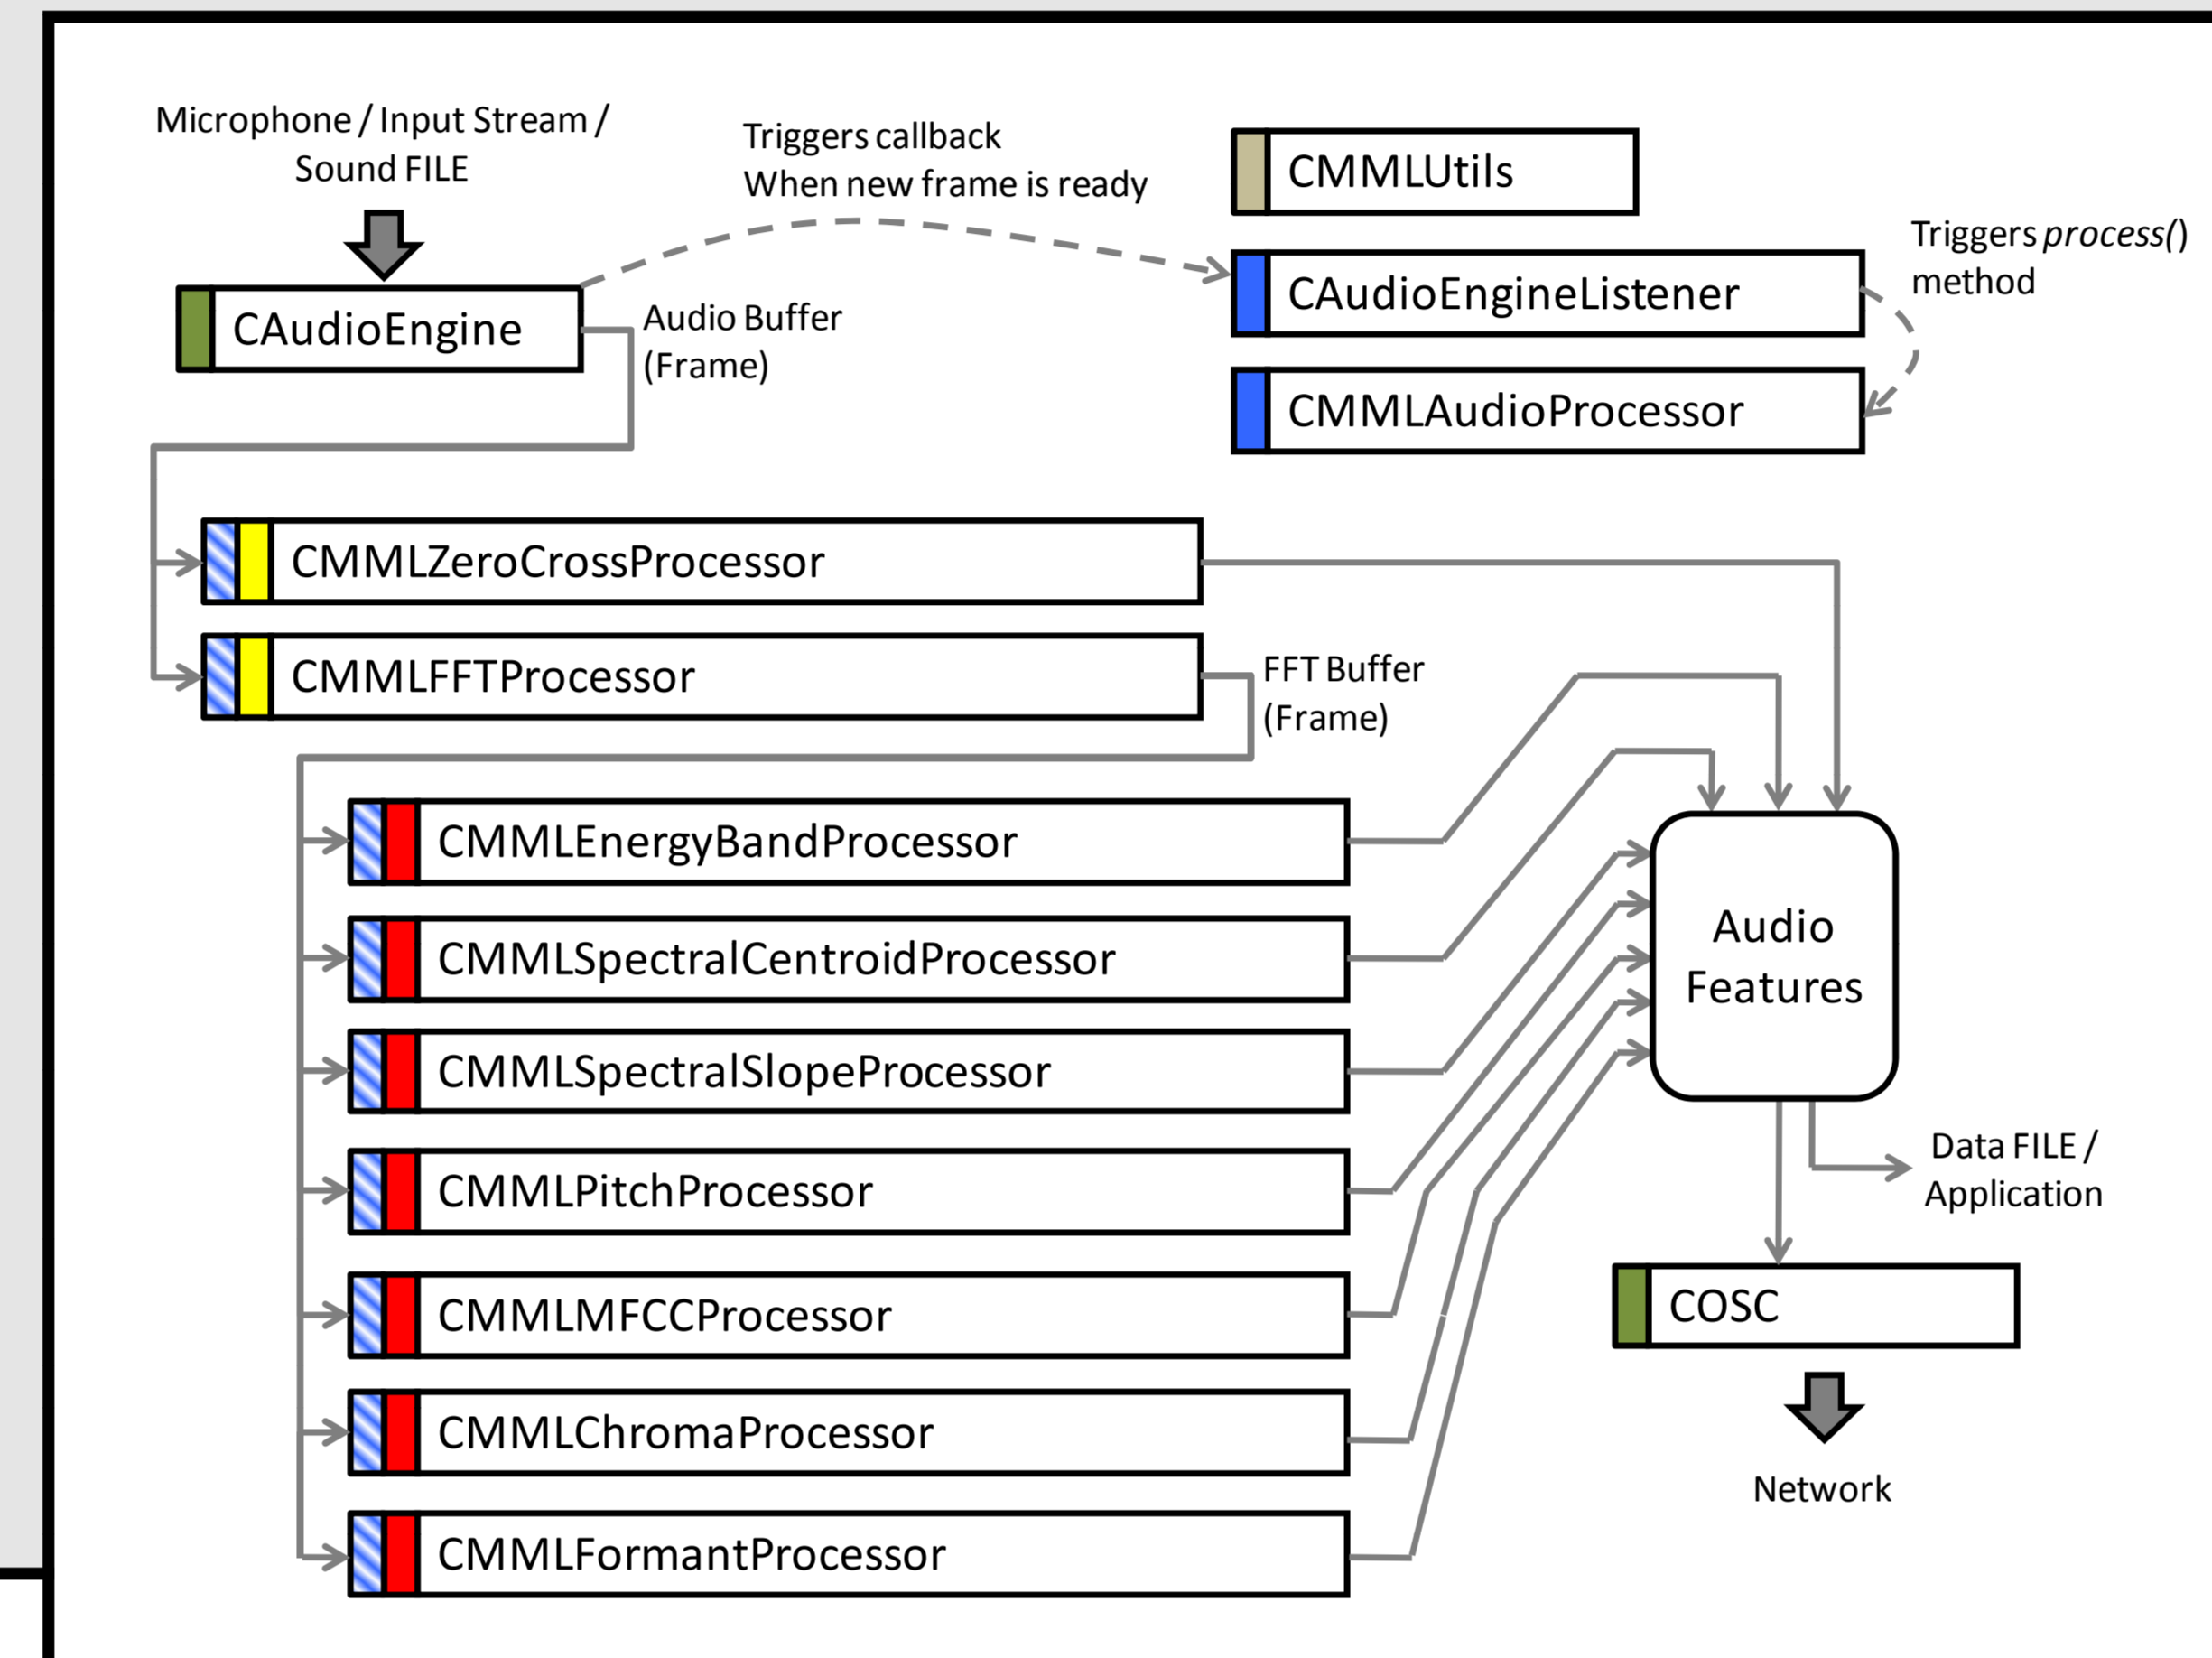 Microphone / Input Stream /
Sound FILE
Triggers callback
When new frame is ready
CMMLUtils
Triggers process()
method
CAudioEngineListener
CAudioEngine
Audio Buffer
(Frame)
CMMLAudioProcessor
CMMLZeroCrossProcessor
CMMLFFTProcessor
FFT Buffer
(Frame)
CMMLEnergyBandProcessor
CMMLSpectralCentroidProcessor
CMMLSpectralSlopeProcessor
CMMLPitchProcessor
CMMLMFCCProcessor
CMMLChromaProcessor
CMMLFormantProcessor
Audio
Features
Data FILE /
Application
COSC
Network